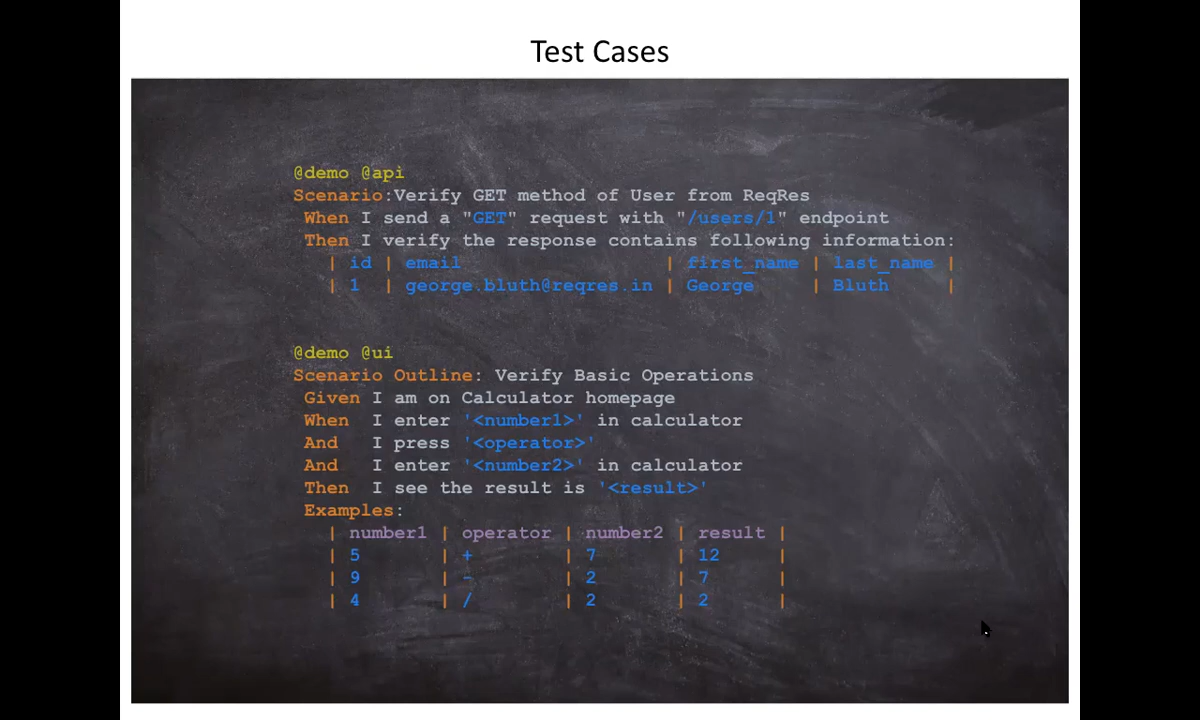 Test Cases
@demo @api
Scenario:Verify GET method of User from ReqRes
When I send a "GET" request with "/users/1" endpoint
Then I verify the response contains following information:
| id | email | first_name | last_name |
| 1 | george.bluth@reqres.in | George | Bluth |
@demo @ui
Scenario Outline: Verify Basic Operations
Given I am on Calculator homepage
When I enter '<number1>' in calculator
And I press '<operator>'
And I enter '<number2>' in calculator
Then I see the result is '<result>'
Examples:
| number1 | operator | number2 | result |
| 5 | + | 7 | 12 |
| 9 | - | 2 | 7 |
| 4 | / | 2 | 2 |